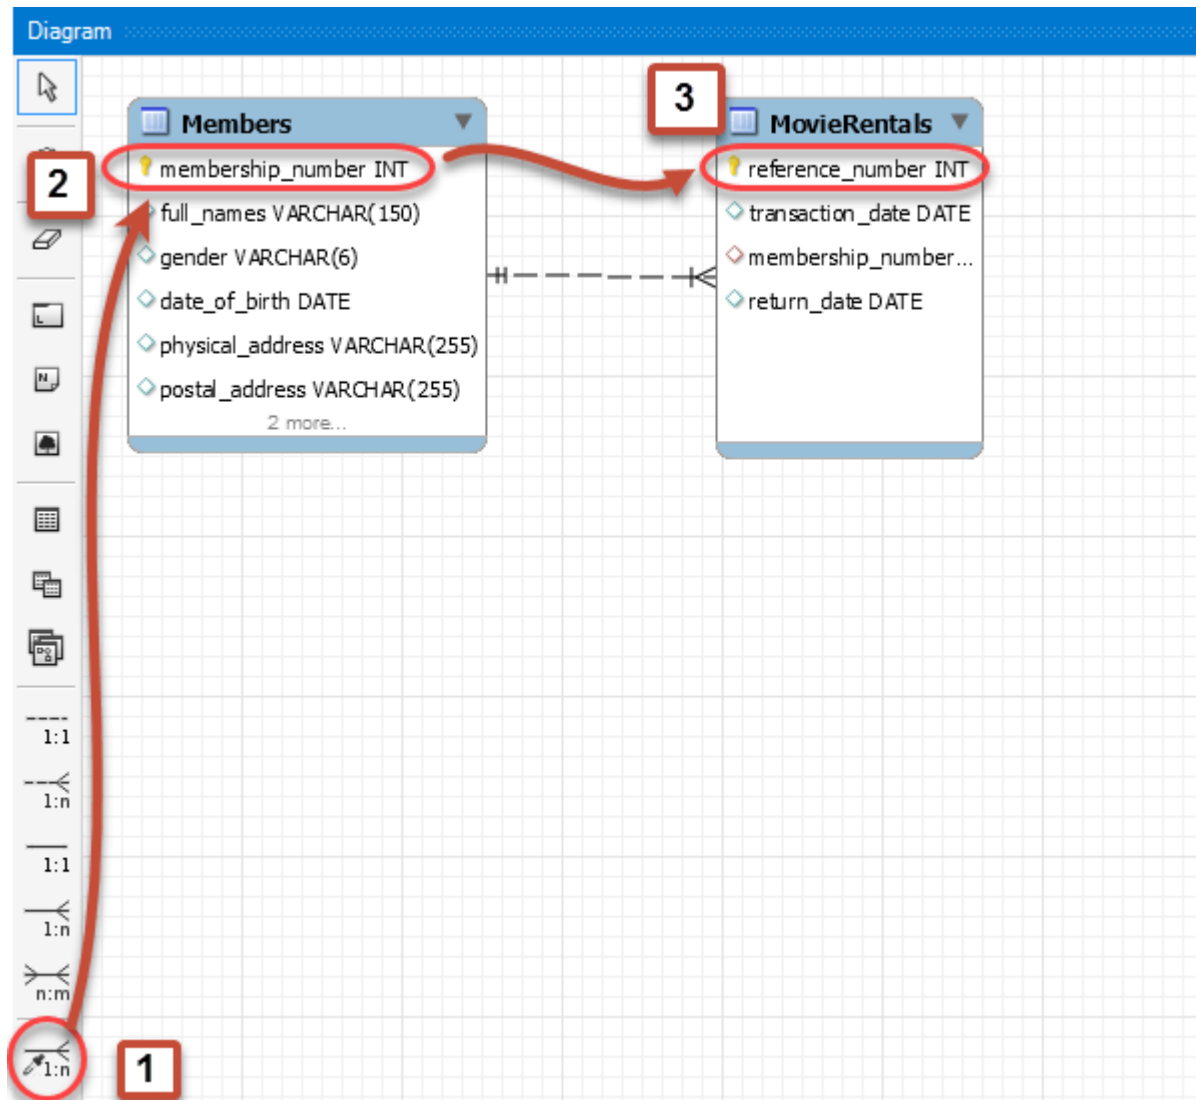 Diagram
3
Members
MovieRentals
2
membership_number INT
reference_number INT
full_names VARCHAR(150)
transaction_date DATE
gender VARCHAR(6)
membership_number...
date_of_birth DATE
return_date DATE
physical_address VARCHAR(255)
postal_address VARCHAR(255)
2 more...
L
N
1:1
1:n
1:1
1:n
n:m
1:n
1